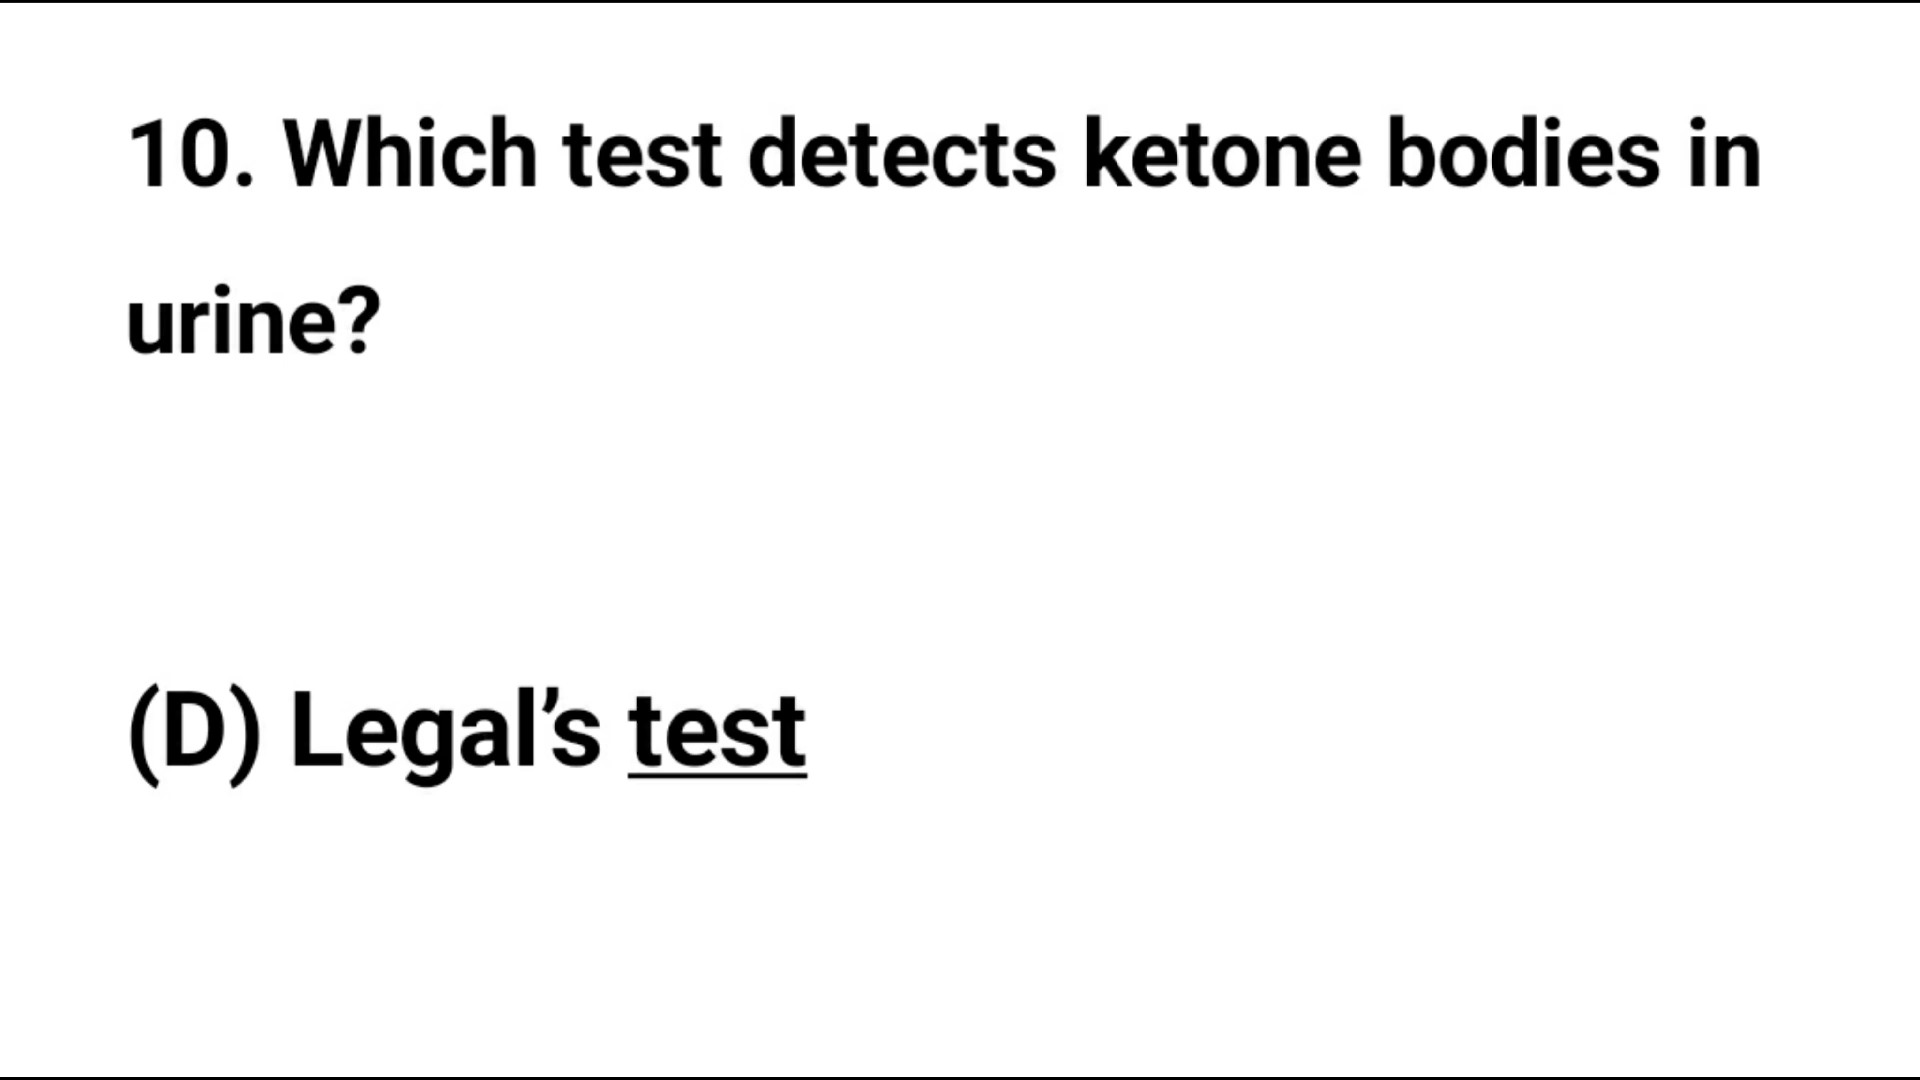 10. Which test detects ketone bodies in
urine?
(D) Legal’s test